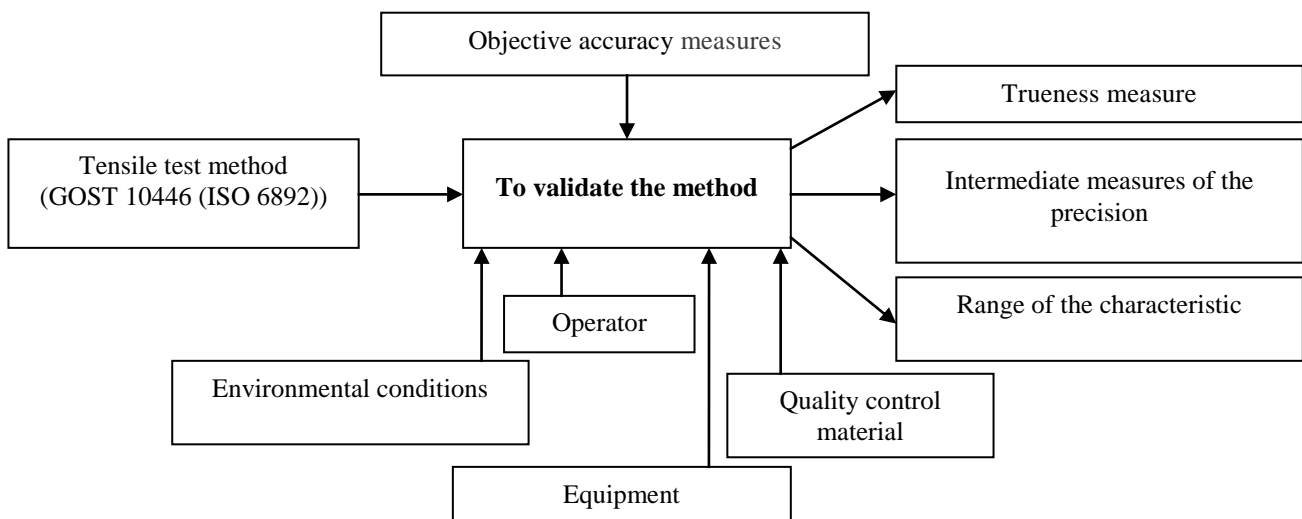 Objective accuracy measures
Trueness measure
Tensile test method
(GOST 10446 (ISO 6892))
To validate the method
Intermediate measures of the
precision
Range of the characteristic
Operator
Environmental conditions
Quality control
material
Equipment